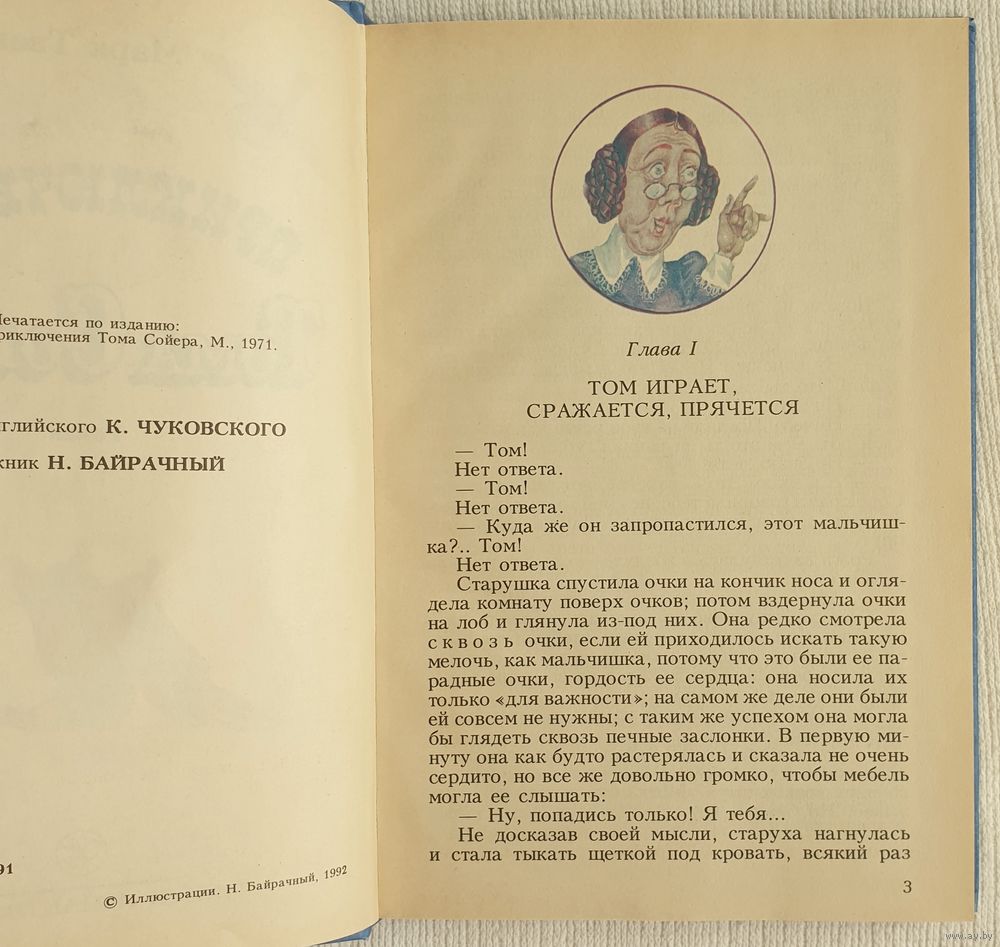 Печатается по изданию:
Приключения Тома Сойера, М., 1971.
К. ЧУКОВСКОГО
Н. БАЙРАЧНЫЙ
91
© Иллюстрации. Н. Байрачный, 1992
Глава I
ТОМ ИГРАЕТ,
СРАЖАЕТСЯ, ПРЯЧЕТСЯ
— Том!
Нет ответа.
— Том!
Нет ответа.
— Куда же он запропастился, этот мальчиш-
ка?.. Том!
Нет ответа.
Старушка спустила очки на кончик носа и огля-
дела комнату поверх очков; потом вздернула очки
на лоб и глянула из-под них. Она редко смотрела
сквозь очки, если ей приходилось искать такую
мелочь, как мальчишка, потому что это были ее па-
радные очки, гордость ее сердца: она носила их
только «для важности»; на самом же деле они были
ей совсем не нужны; с таким же успехом она могла
бы глядеть сквозь печные заслонки. В первую ми-
нуту она как будто растерялась и сказала не очень
сердито, но все же довольно громко, чтобы мебель
могла ее слышать:
— Ну, попадись только! Я тебя...
Не досказав своей мысли, старуха нагнулась
и стала тыкать щеткой под кровать, всякий раз
3
www.ay.by